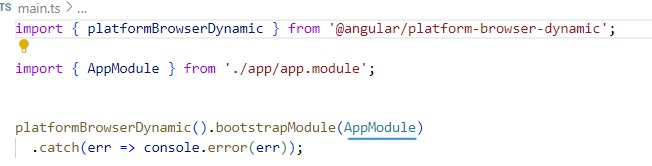 TS main.ts > ...
import { platformBrowserDynamic } from '@angular/platform-browser-dynamic';
import { AppModule } from './app/app.module';
platformBrowserDynamic().bootstrapModule(AppModule)
  .catch(err => console.error(err));